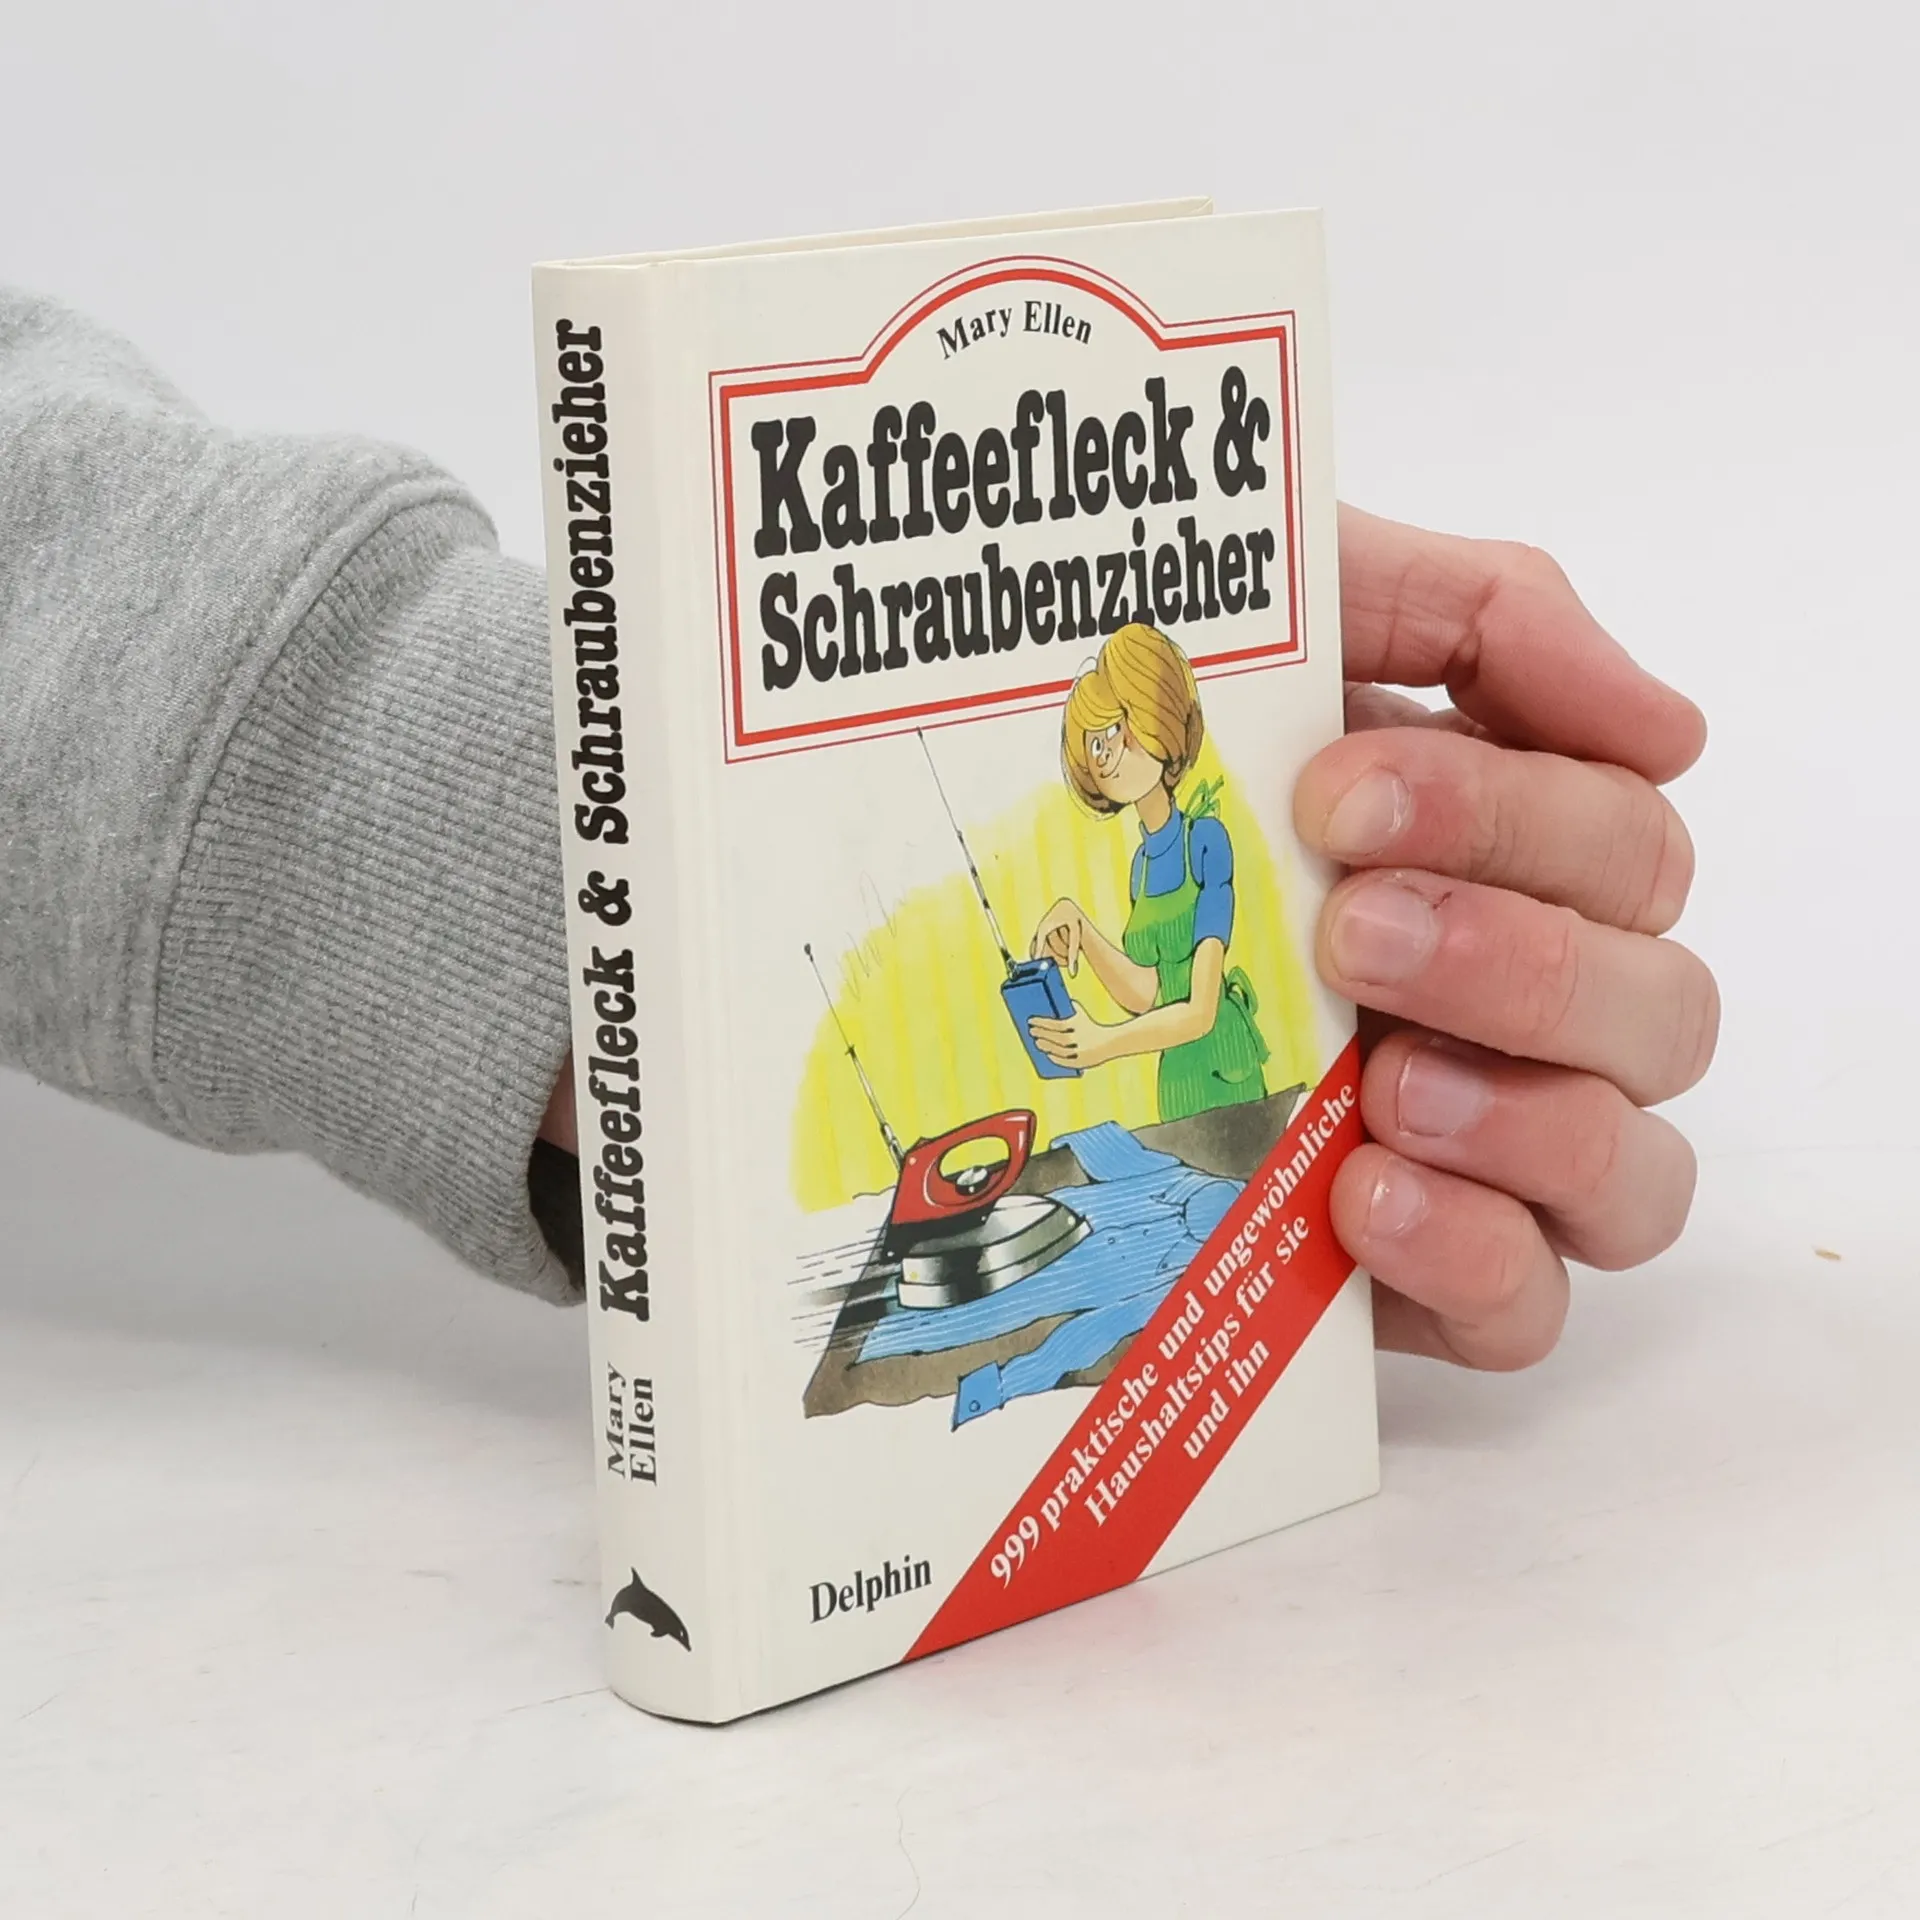 Mary Ellen
Kaffeefleck &
Schraubenzieher
999 praktische und ungewöhnliche
Haushaltstips für sie
und ihn
Delphin
Mary
Ellen
Kaffeefleck & Schraubenzieher